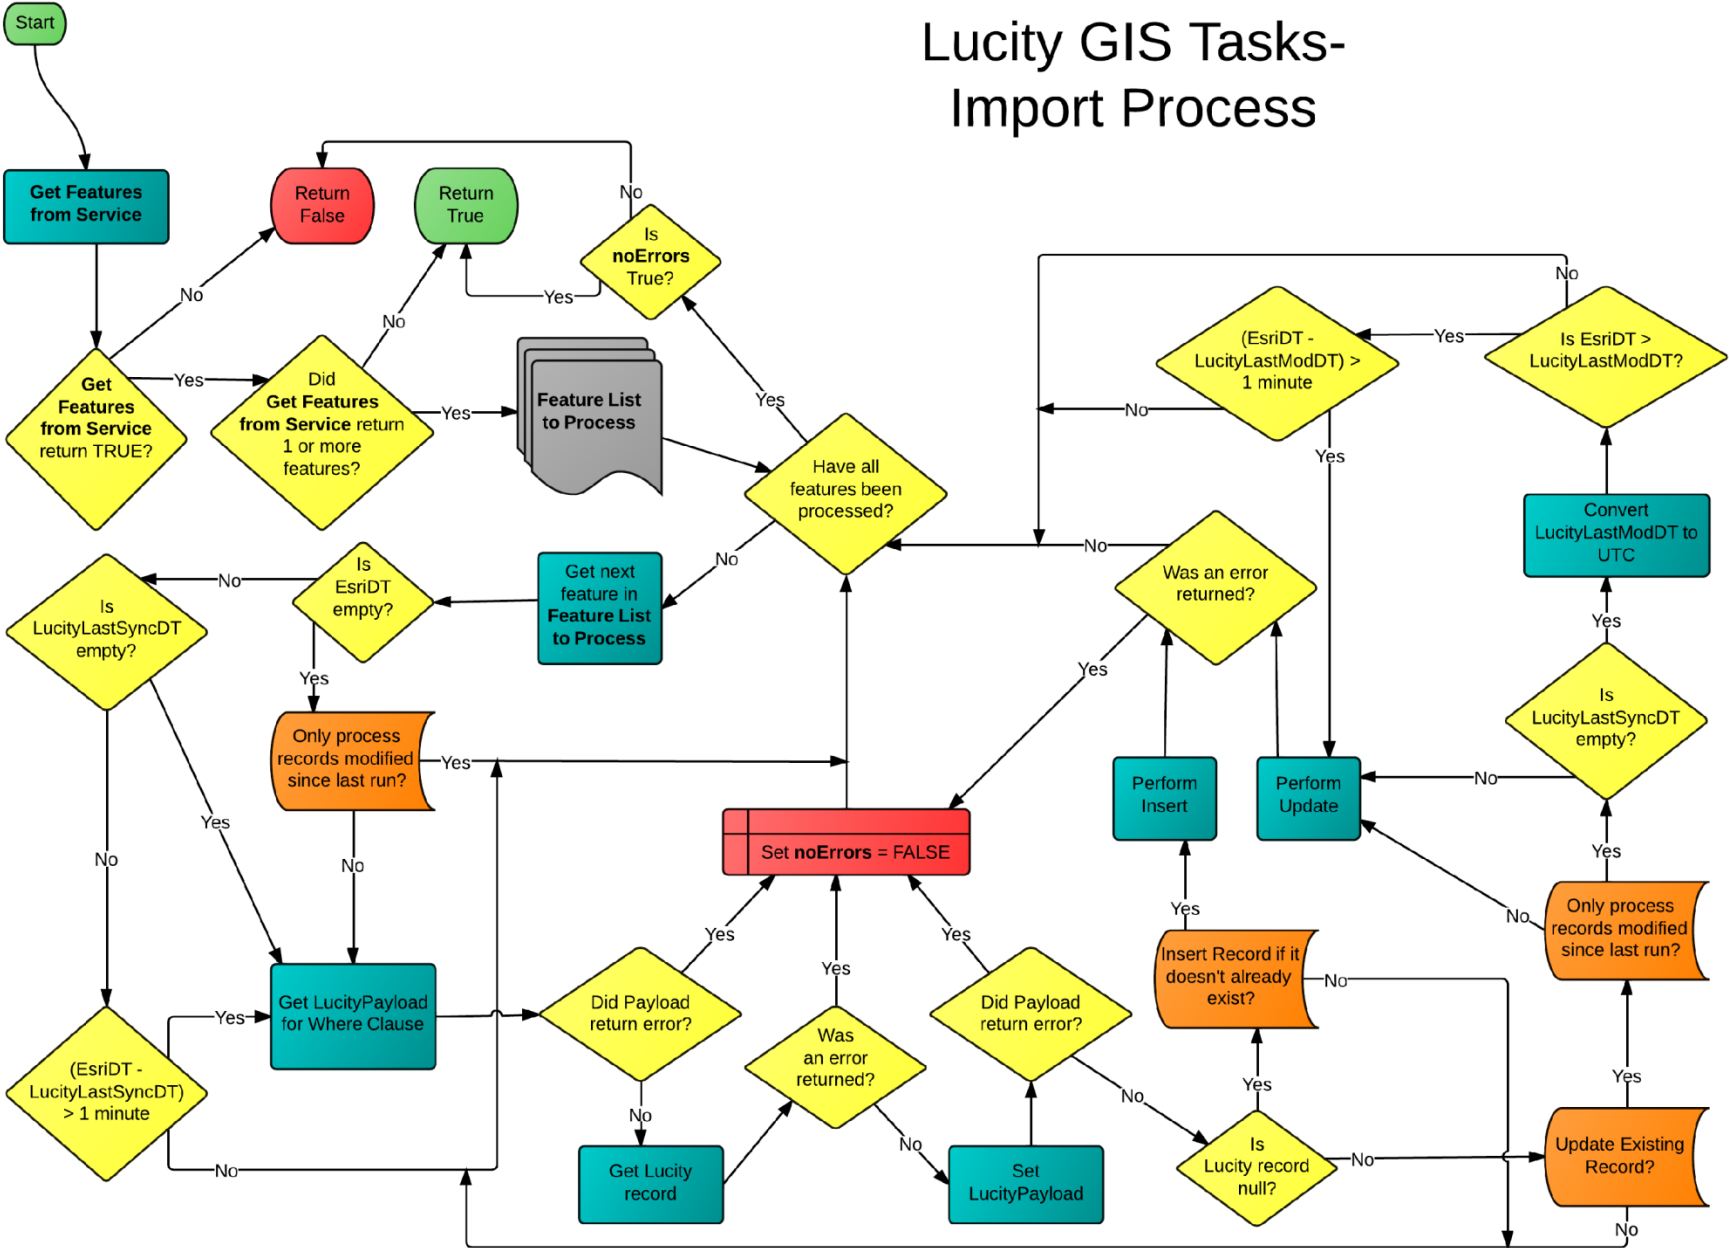 Lucity GIS Tasks-
Import Process
Start
Get Features
from Service
Return
False
Return
True
No
Is
noErrors
True?
Yes
No
No
Get
Features
from Service
return TRUE?
Yes
Did
Get Features
from Service return
1 or more
features?
Yes
Feature List
to Process
Yes
Have all
features been
processed?
No
(EsriDT -
LucityLastModDT) >
1 minute
Yes
Is EsriDT >
LucityLastModDT?
No
No
Yes
Convert
LucityLastModDT to
UTC
Is
LucityLastSyncDT
empty?
No
Is
EsriDT
empty?
Get next
feature in
Feature List
to Process
No
Was an error
returned?
Yes
Yes
Yes
Is
LucityLastSyncDT
empty?
Only process
records modified
since last run?
Yes
Perform
Insert
Perform
Update
No
Yes
No
No
Set noErrors = FALSE
Yes
Yes
No
Only process
records modified
since last run?
Yes
Yes
Yes
Insert Record if it
doesn't already
exist?
No
Get LucityPayload
for Where Clause
Yes
Did Payload
return error?
Was
an error
returned?
Did Payload
return error?
(EsriDT -
LucityLastSyncDT)
> 1 minute
No
No
No
No
Yes
Yes
Get Lucity
record
Set
LucityPayload
Is
Lucity record
null?
No
Update Existing
Record?
No